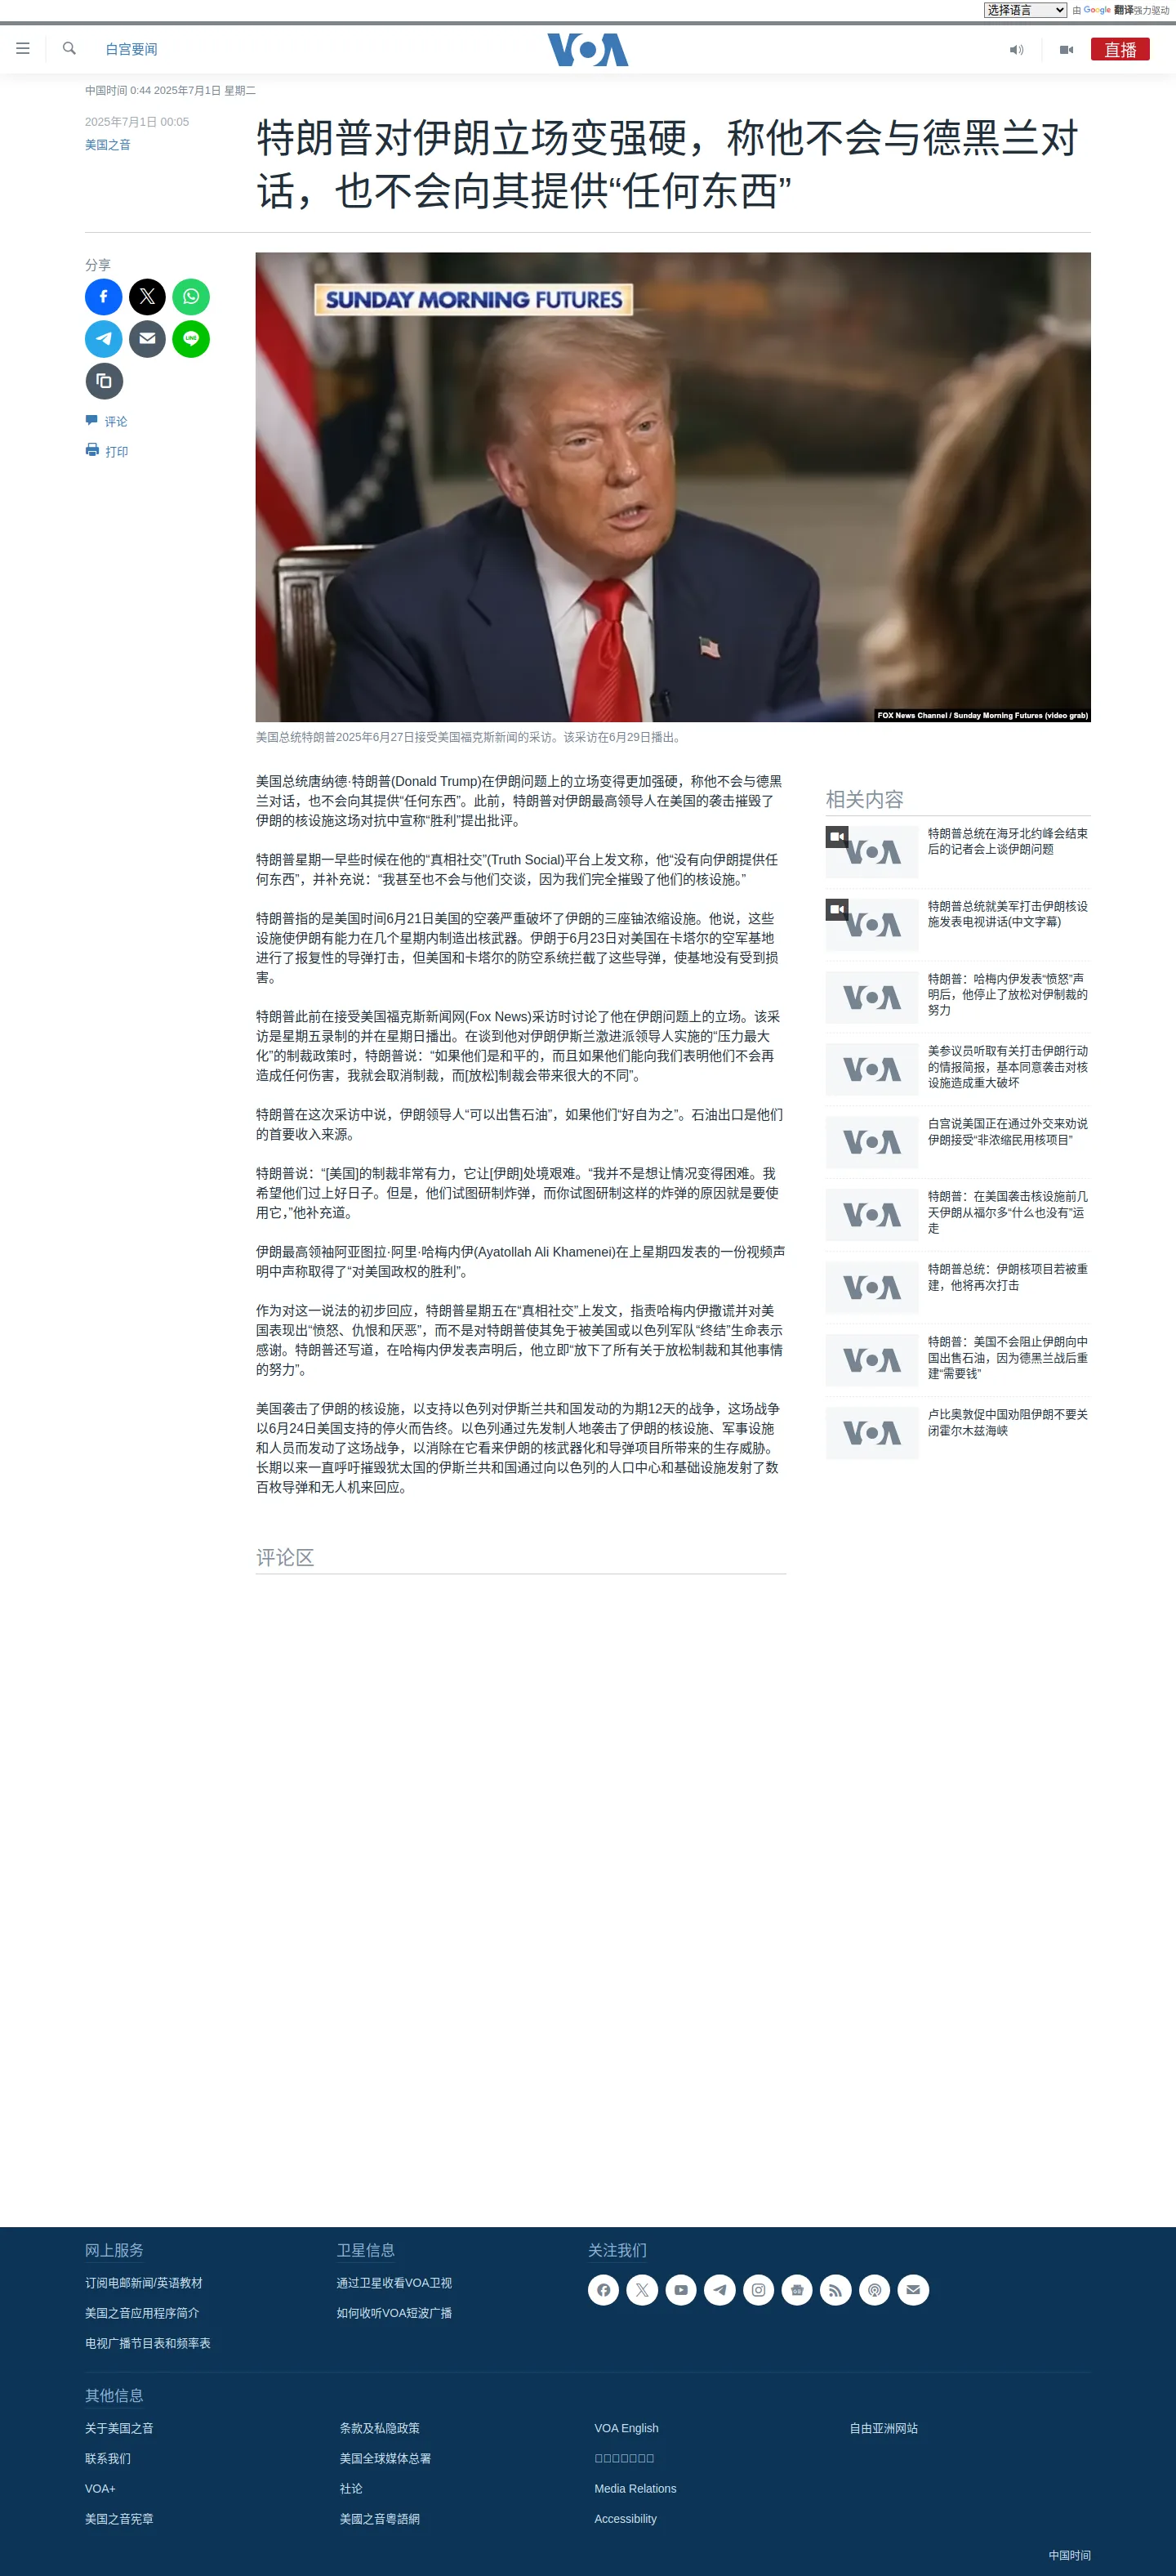 选择语言 由 Google 翻译强力驱动
白宫要闻
VOA
直播
中国时间 0:44 2025年7月1日 星期二
2025年7月1日 00:05
美国之音
特朗普对伊朗立场变强硬，称他不会与德黑兰对
话，也不会向其提供“任何东西”
分享
LINE
评论
打印
SUNDAY MORNING FUTURES
FOX News Channel / Sunday Morning Futures (video grab)
美国总统特朗普2025年6月27日接受美国福克斯新闻的采访。该采访在6月29日播出。
美国总统唐纳德·特朗普(Donald Trump)在伊朗问题上的立场变得更加强硬，称他不会与德黑
兰对话，也不会向其提供“任何东西”。此前，特朗普对伊朗最高领导人在美国的袭击摧毁了
伊朗的核设施这场对抗中宣称“胜利”提出批评。
特朗普星期一早些时候在他的“真相社交”(Truth Social)平台上发文称，他“没有向伊朗提供任
何东西”，并补充说：“我甚至也不会与他们交谈，因为我们完全摧毁了他们的核设施。”
特朗普指的是美国时间6月21日美国的空袭严重破坏了伊朗的三座铀浓缩设施。他说，这些
设施使伊朗有能力在几个星期内制造出核武器。伊朗于6月23日对美国在卡塔尔的空军基地
进行了报复性的导弹打击，但美国和卡塔尔的防空系统拦截了这些导弹，使基地没有受到损
害。
特朗普此前在接受美国福克斯新闻网(Fox News)采访时讨论了他在伊朗问题上的立场。该采
访是星期五录制的并在星期日播出。在谈到他对伊朗伊斯兰激进派领导人实施的“压力最大
化”的制裁政策时，特朗普说：“如果他们是和平的，而且如果他们能向我们表明他们不会再
造成任何伤害，我就会取消制裁，而[放松]制裁会带来很大的不同”。
特朗普在这次采访中说，伊朗领导人“可以出售石油”，如果他们“好自为之”。石油出口是他们
的首要收入来源。
特朗普说：“[美国]的制裁非常有力，它让[伊朗]处境艰难。“我并不是想让情况变得困难。我
希望他们过上好日子。但是，他们试图研制炸弹，而你试图研制这样的炸弹的原因就是要使
用它，”他补充道。
伊朗最高领袖阿亚图拉·阿里·哈梅内伊(Ayatollah Ali Khamenei)在上星期四发表的一份视频声
明中声称取得了“对美国政权的胜利”。
作为对这一说法的初步回应，特朗普星期五在“真相社交”上发文，指责哈梅内伊撒谎并对美
国表现出“愤怒、仇恨和厌恶”，而不是对特朗普使其免于被美国或以色列军队“终结”生命表示
感谢。特朗普还写道，在哈梅内伊发表声明后，他立即“放下了所有关于放松制裁和其他事情
的努力”。
美国袭击了伊朗的核设施，以支持以色列对伊斯兰共和国发动的为期12天的战争，这场战争
以6月24日美国支持的停火而告终。以色列通过先发制人地袭击了伊朗的核设施、军事设施
和人员而发动了这场战争，以消除在它看来伊朗的核武器化和导弹项目所带来的生存威胁。
长期以来一直呼吁摧毁犹太国的伊斯兰共和国通过向以色列的人口中心和基础设施发射了数
百枚导弹和无人机来回应。
相关内容
VOA
特朗普总统在海牙北约峰会结束
后的记者会上谈伊朗问题
VOA
特朗普总统就美军打击伊朗核设
施发表电视讲话(中文字幕)
VOA
特朗普：哈梅内伊发表“愤怒”声
明后，他停止了放松对伊制裁的
努力
VOA
美参议员听取有关打击伊朗行动
的情报简报，基本同意袭击对核
设施造成重大破坏
VOA
白宫说美国正在通过外交来劝说
伊朗接受“非浓缩民用核项目”
VOA
特朗普：在美国袭击核设施前几
天伊朗从福尔多“什么也没有”运
走
VOA
特朗普总统：伊朗核项目若被重
建，他将再次打击
VOA
特朗普：美国不会阻止伊朗向中
国出售石油，因为德黑兰战后重
建“需要钱”
VOA
卢比奥敦促中国劝阻伊朗不要关
闭霍尔木兹海峡
评论区
网上服务
订阅电邮新闻/英语教材
美国之音应用程序简介
电视广播节目表和频率表
卫星信息
通过卫星收看VOA卫视
如何收听VOA短波广播
关注我们
其他信息
关于美国之音
联系我们
VOA+
美国之音宪章
条款及私隐政策
美国全球媒体总署
社论
美國之音粵語網
VOA English
Media Relations
Accessibility
自由亚洲网站
中国时间